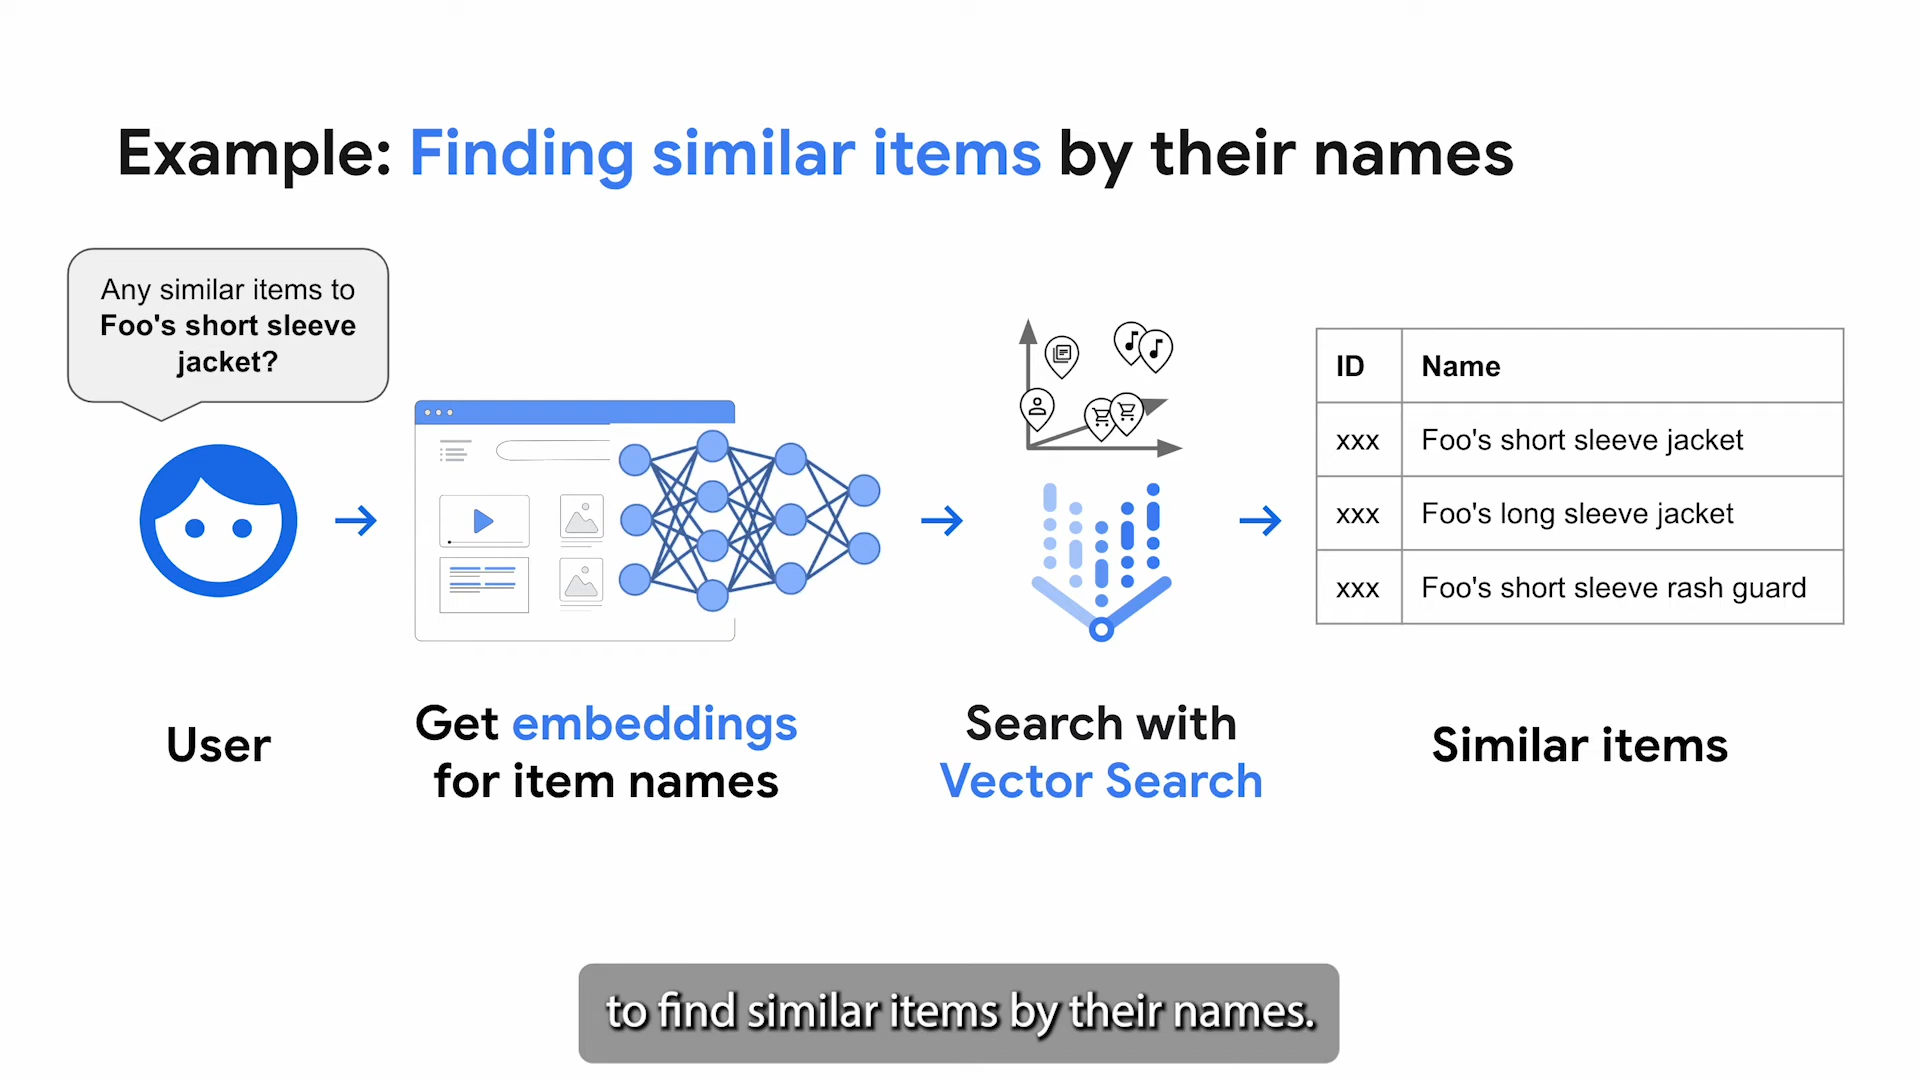 Example: Finding similar items by their names
Any similar items to
Foo's short sleeve
jacket?
User
Get embeddings
for item names
Search with
Vector Search
ID Name
xxx Foo's short sleeve jacket
xxx Foo's long sleeve jacket
xxx Foo's short sleeve rash guard
Similar items
to find similar items by their names.